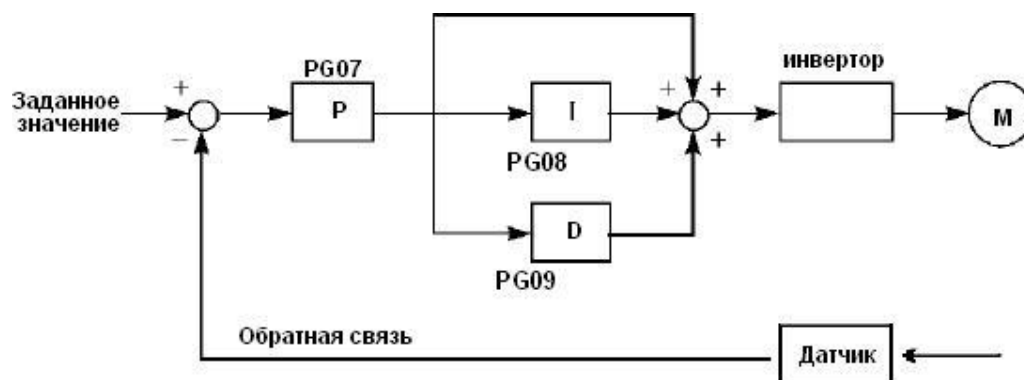 PG07
инвертор
Заданное
значение
+
−
P
I
+
+
+
M
PG08
D
PG09
Обратная связь
Датчик